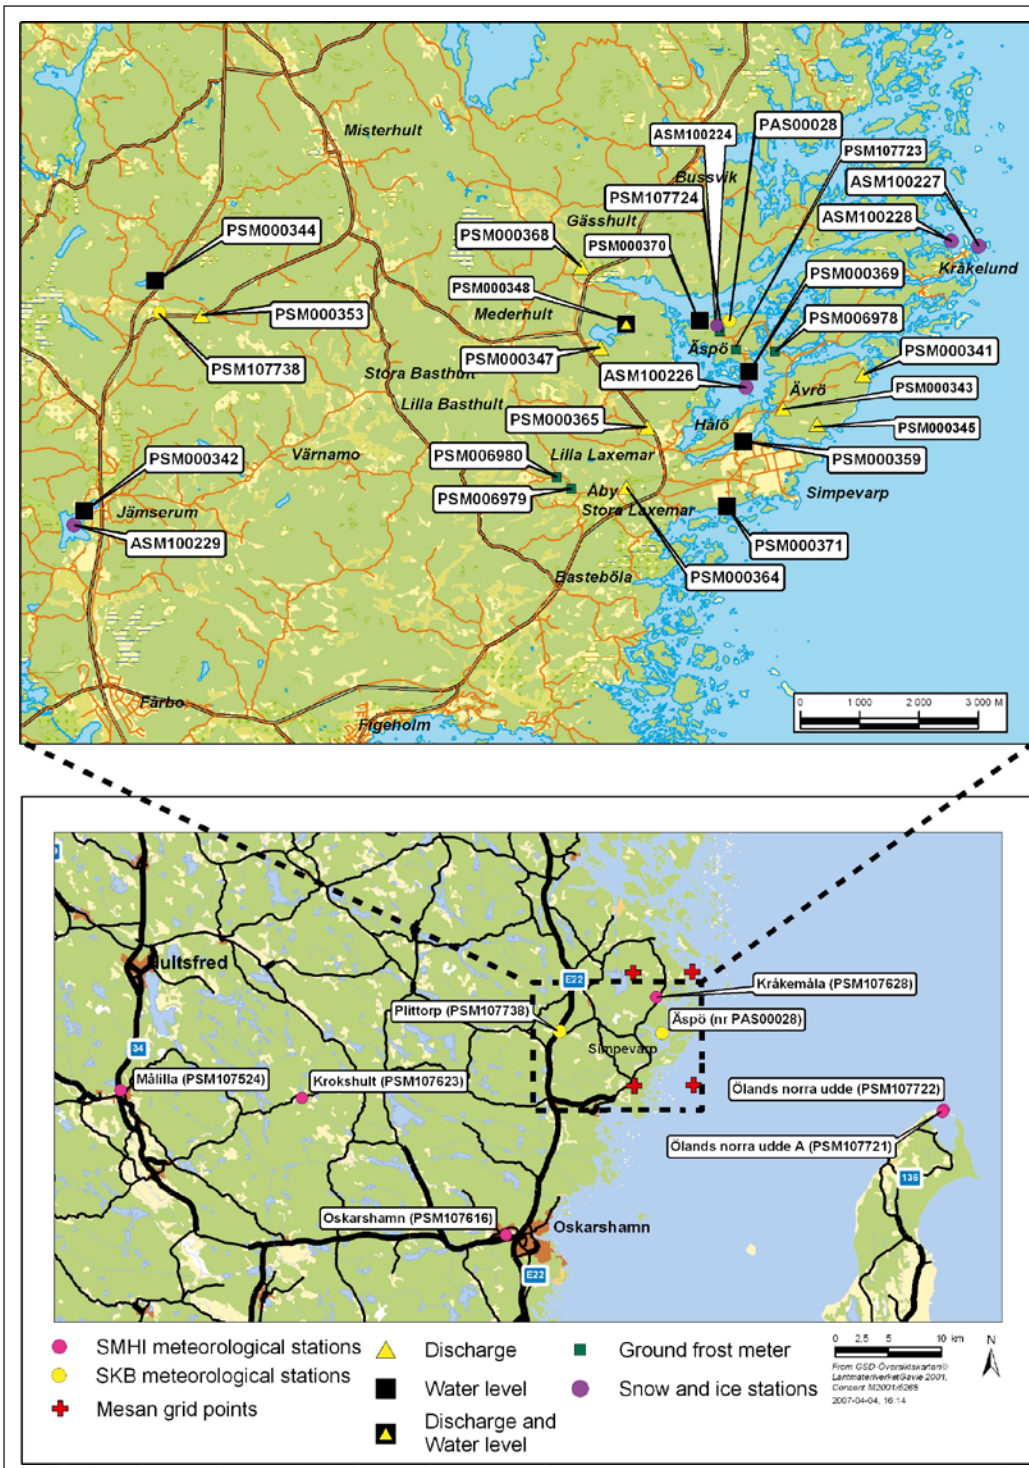 Misterhult
ASM100224
PAS00028
PSM107723
Bussvik
ASM100227
PSM107724
ASM100228
Gässhult
PSM000344
PSM000368
PSM000370
Kråkelund
PSM000369
PSM000348
PSM000353
Mederhult
PSM006978
PSM000347
Äspö
PSM000341
PSM107738
Stora Basthult
ASM100226
Ävrö
PSM000343
Lilla Basthult
PSM000365
Hålö
PSM000345
Värnamo
Lilla Laxemar
PSM000342
PSM006980
PSM000359
PSM006979
Åby
Simpevarp
Jämserum
Stora Laxemar
ASM100229
PSM000371
Basteböla
PSM000364
Fårbo
Figeholm
0 1 000 2 000 3 000 M
Hultsfred
E22
Kråkemåla (PSM107628)
Plittorp (PSM107738)
Äspö (nr PAS00028)
34
Simpevarp
Målilla (PSM107524)
Krokshult (PSM107623)
Ölands norra udde (PSM107722)
Ölands norra udde A (PSM107721)
136
Oskarshamn (PSM107616)
Oskarshamn
E22
SMHI meteorological stations
SKB meteorological stations
Mesan grid points
Discharge
Water level
Discharge and
Water level
Ground frost meter
Snow and ice stations
0 2,5 5 10 km
N
From GSD-Översiktskartan©
Lantmäteriverket Gävle 2001,
Consent M2001/5268
2007-04-04, 16:14